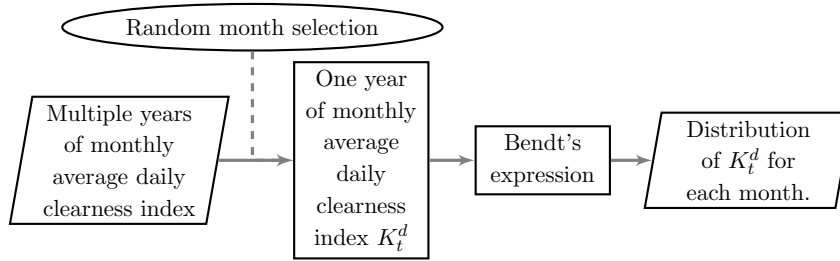 Random month selection
Multiple years
of monthly
average daily
clearness index
One year
of monthly
average
daily
clearness
index $K_t^d$
Bendt's
expression
Distribution
of $K_t^d$ for
each month.